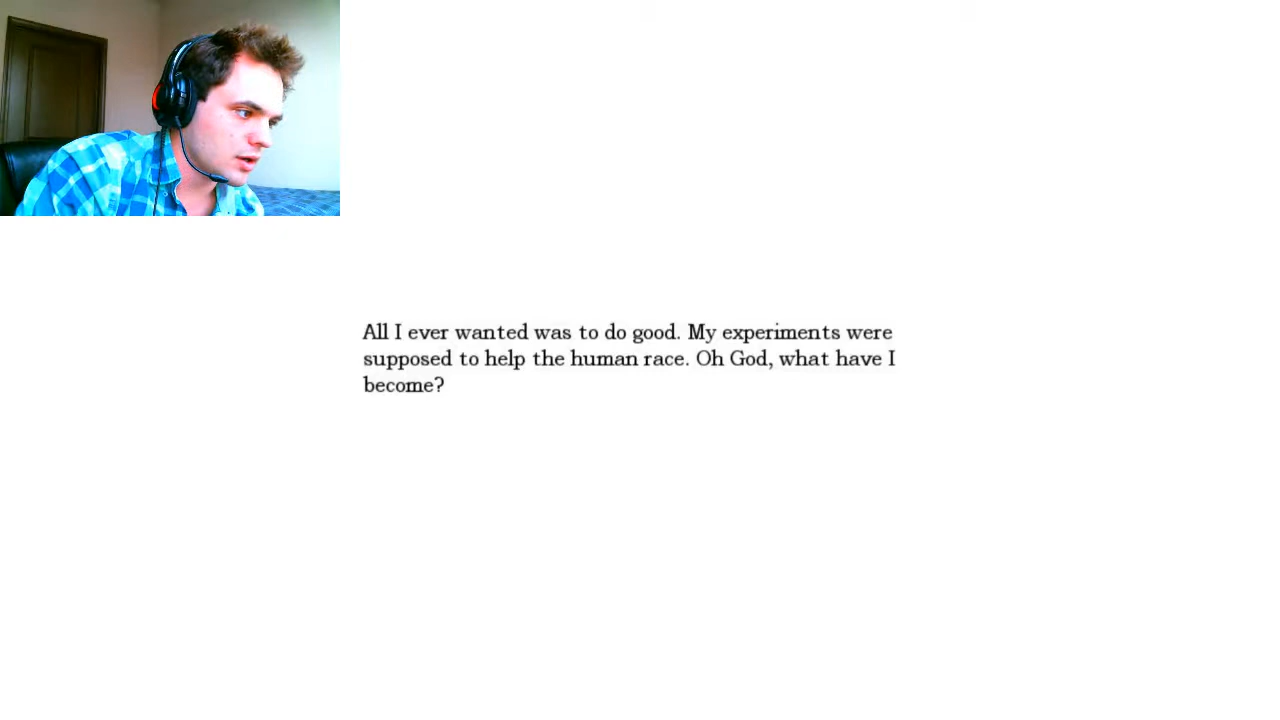 All I ever wanted was to do good. My experiments were
supposed to help the human race. Oh God, what have I
become?